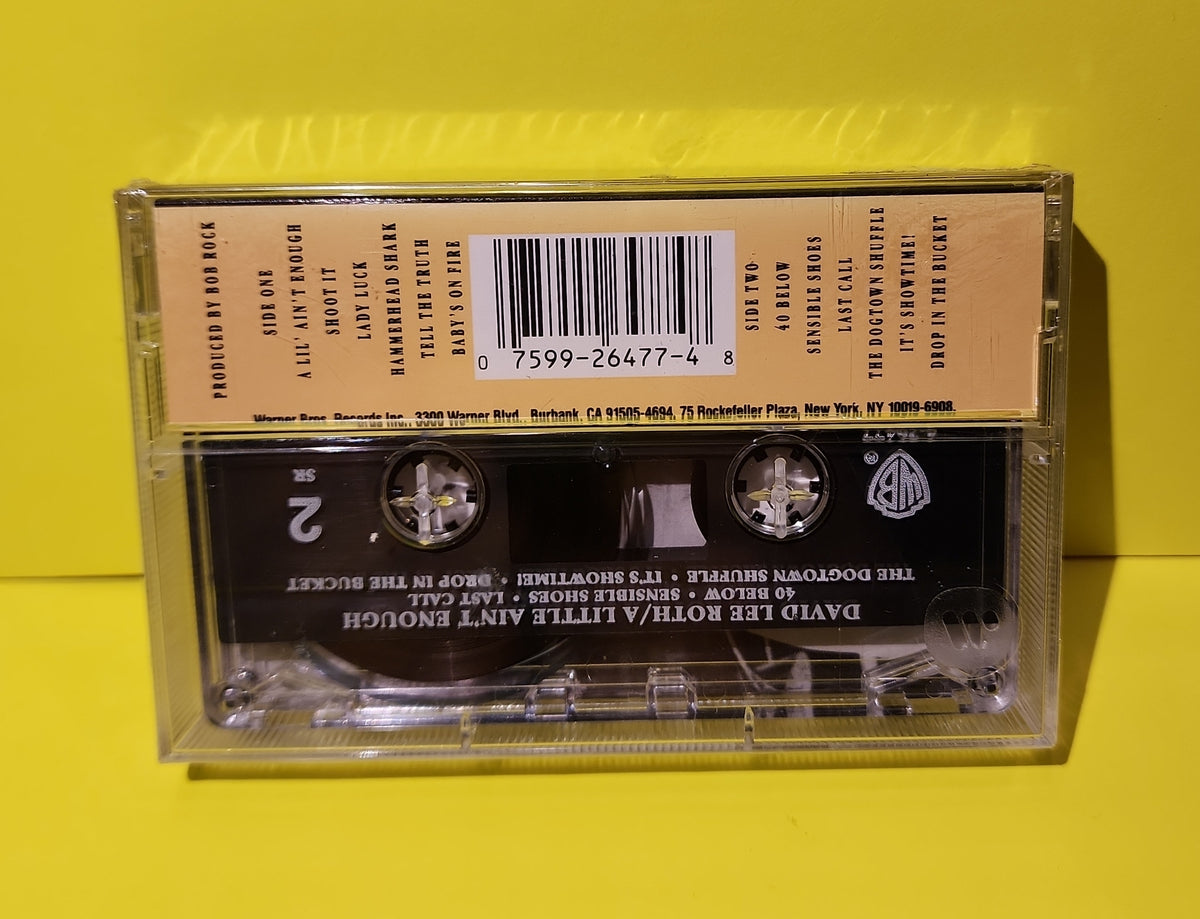 PRODUCED BY BOB ROCK
SIDE ONE
A LIL' AIN'T ENOUGH
SHOOT IT
LADY LUCK
HAMMERHEAD SHARK
TELL THE TRUTH
BABY'S ON FIRE
0 7599-26477-4 8
SIDE TWO
40 BELOW
SENSIBLE SHOES
LAST CALL
THE DOGTOWN SHUFFLE
IT'S SHOWTIME!
DROP IN THE BUCKET
Warner Bros. Records Inc., 3300 Warner Blvd., Burbank, CA 91505-4694, 75 Rockefeller Plaza, New York, NY 10019-6908.
DAVID LEE ROTH/A LITTLE AIN'T ENOUGH
40 BELOW • SENSIBLE SHOES • LAST CALL
THE DOGTOWN SHUFFLE • IT'S SHOWTIME! • DROP IN THE BUCKET
2
SR
WB
®